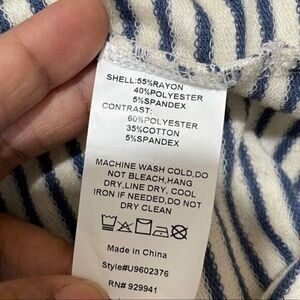 SHELL:55%RAYON
40%POLYESTER
5%SPANDEX
CONTRAST:
60%POLYESTER
35%COTTON
5%SPANDEX
MACHINE WASH COLD,DO
NOT BLEACH,HANG
DRY,LINE DRY, COOL
IRON IF NEEDED,DO NOT
DRY CLEAN
Made in China
Style#U9602376
RN# 929941